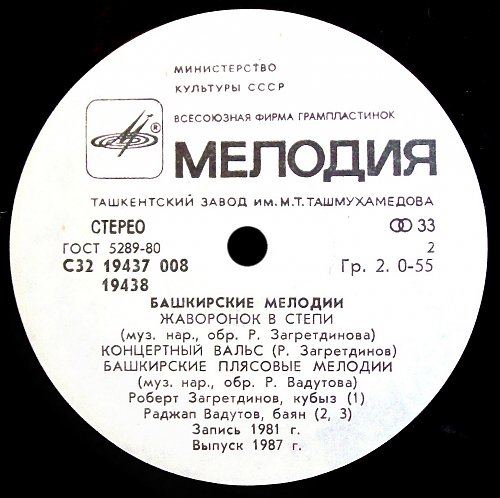 МИНИСТЕРСТВО
КУЛЬТУРЫ СССР
ВСЕСОЮЗНАЯ ФИРМА ГРАМПЛАСТИНОК
®
МЕЛОДИЯ
ТАШКЕНТСКИЙ ЗАВОД ИМ. М.Т. ТАШМУХАМЕДОВА
СТЕРЕО 33
ГОСТ 5289-80 2
С32 19437 008 Гр. 2. 0-55
19438
БАШКИРСКИЕ МЕЛОДИИ
ЖАВОРОНОК В СТЕПИ
(муз. нар., обр. Р. Загретдинова)
КОНЦЕРТНЫЙ ВАЛЬС (Р. Загретдинов)
БАШКИРСКИЕ ПЛЯСОВЫЕ МЕЛОДИИ
(муз. нар., обр. Р. Вадутова)
Роберт Загретдинов, кубыз (1)
Раджап Вадутов, баян (2, 3)
Запись 1981 г.
Выпуск 1987 г.